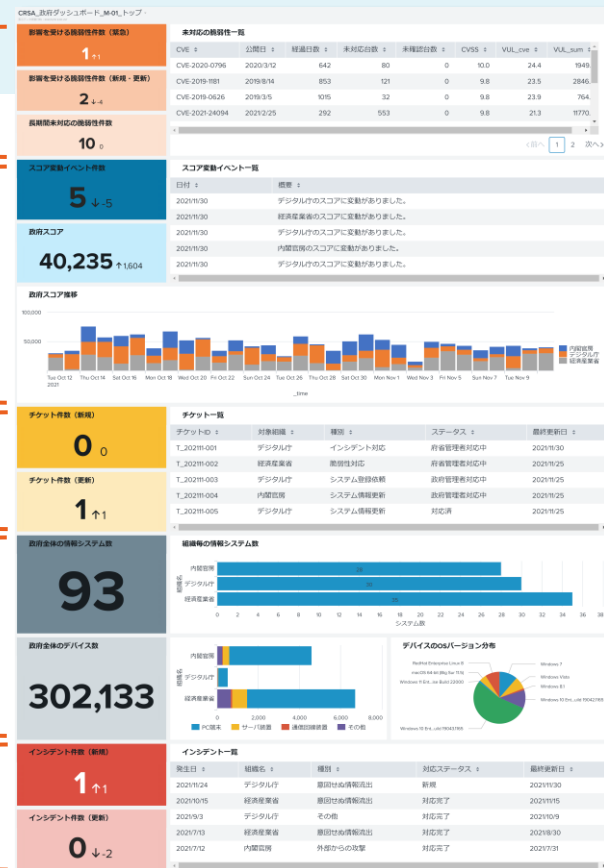 CRSA_政府ダッシュボード_M-01_トップ
影響を受ける脆弱性件数（緊急）
1 ↑1
影響を受ける脆弱性件数（新規・更新）
2 ↓-4
長期間未対応の脆弱性件数
10 0
未対応の脆弱性一覧
CVE 公開日 経過日数 未対応台数 未確認台数 CVSS VUL_cve VUL_sum
CVE-2020-0796 2020/3/12 642 80 0 10.0 24.4 1949.
CVE-2019-1181 2019/8/14 853 121 0 9.8 23.5 2846.
CVE-2019-0626 2019/3/5 1015 32 0 9.8 23.9 764.
CVE-2021-24094 2021/2/25 292 553 0 9.8 21.3 11770.
<前へ 1 2 次へ>
スコア変動イベント件数
5 ↓-5
政府スコア
40,235 ↑1,604
スコア変動イベント一覧
日付 概要
2021/11/30 デジタル庁のスコアに変動がありました。
2021/11/30 経済産業省のスコアに変動がありました。
2021/11/30 デジタル庁のスコアに変動がありました。
2021/11/30 内閣官房のスコアに変動がありました。
2021/11/30 デジタル庁のスコアに変動がありました。
政府スコア推移
100,000
50,000
Tue Oct 12 Thu Oct 14 Sat Oct 16 Mon Oct 18 Wed Oct 20 Fri Oct 22 Sun Oct 24 Tue Oct 26 Thu Oct 28 Sat Oct 30 Mon Nov 1 Wed Nov 3 Fri Nov 5 Sun Nov 7 Tue Nov 9
2021
_time
内閣官房
デジタル庁
経済産業省
チケット件数（新規）
0 0
チケット件数（更新）
1 ↑1
チケット一覧
チケットID 対象組織 種別 ステータス 最終更新日
T_202111-001 デジタル庁 インシデント対応 府省管理者対応中 2021/11/30
T_202111-002 経済産業省 脆弱性対応 府省管理者対応中 2021/11/25
T_202111-003 デジタル庁 システム登録依頼 政府管理者対応中 2021/11/25
T_202111-004 内閣官房 システム情報更新 政府管理者対応中 2021/11/25
T_202111-005 デジタル庁 システム情報更新 対応済 2021/11/25
政府全体の情報システム数
93
組織毎の情報システム数
組織名
内閣官房 28
デジタル庁 30
経済産業省 35
0 2 4 6 8 10 12 14 16 18 20 22 24 26 28 30 32 34 36 38
システム数
政府全体のデバイス数
302,133
組織名
内閣官房
デジタル庁
経済産業省
0 2,000 4,000 6,000 8,000
PC端末 サーバ装置 通信回線装置 その他
デバイスのOSバージョン分布
RedHat Enterprise Linux 8
macOS 64-bit (Big Sur 11.5)
Windows 11 Ent.
Windows 7
Windows Vista
Windows 8.1
インシデント件数（新規）
1 ↑1
インシデント件数（更新）
0 ↓-2
インシデント一覧
発生日 組織名 種別 対応ステータス 最終更新日
2021/11/24 デジタル庁 意図せぬ情報流出 新規 2021/11/30
2021/10/15 経済産業省 意図せぬ情報流出 対応完了 2021/11/15
2021/9/3 デジタル庁 その他 対応完了 2021/10/9
2021/7/13 経済産業省 意図せぬ情報流出 対応完了 2021/8/30
2021/7/12 内閣官房 外部からの攻撃 対応完了 2021/7/31